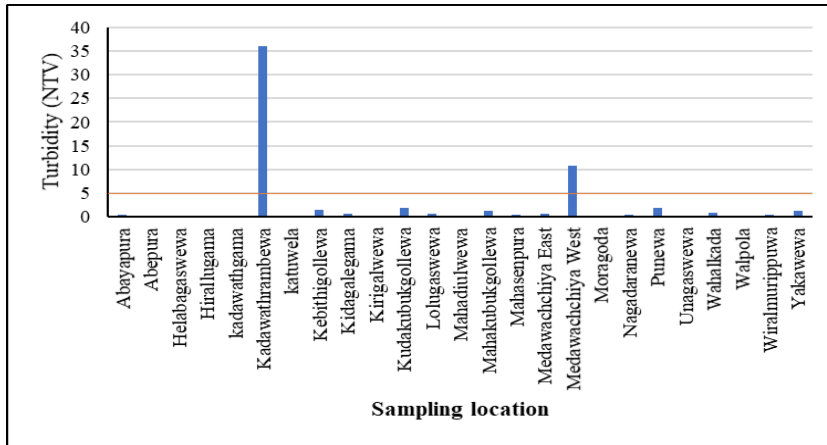 Turbidity (NTV)
40
35
30
25
20
15
10
5
0
Abayapura
Abepura
Helabagaswewa
Hirallugama
kadawathgama
Kadawathrambewa
katuwela
Kebithigollewa
Kidagalegama
Kirigalwewa
Kudakubukgollewa
Lolugaswewa
Mahadiulwewa
Mahakubukgollewa
Mahasenpura
Medawachchiya East
Medawachchiya West
Moragoda
Nagadaranewa
Punewa
Unagaswewa
Wahalkada
Walpola
Wiralmurippuwa
Yakawewa
Sampling location